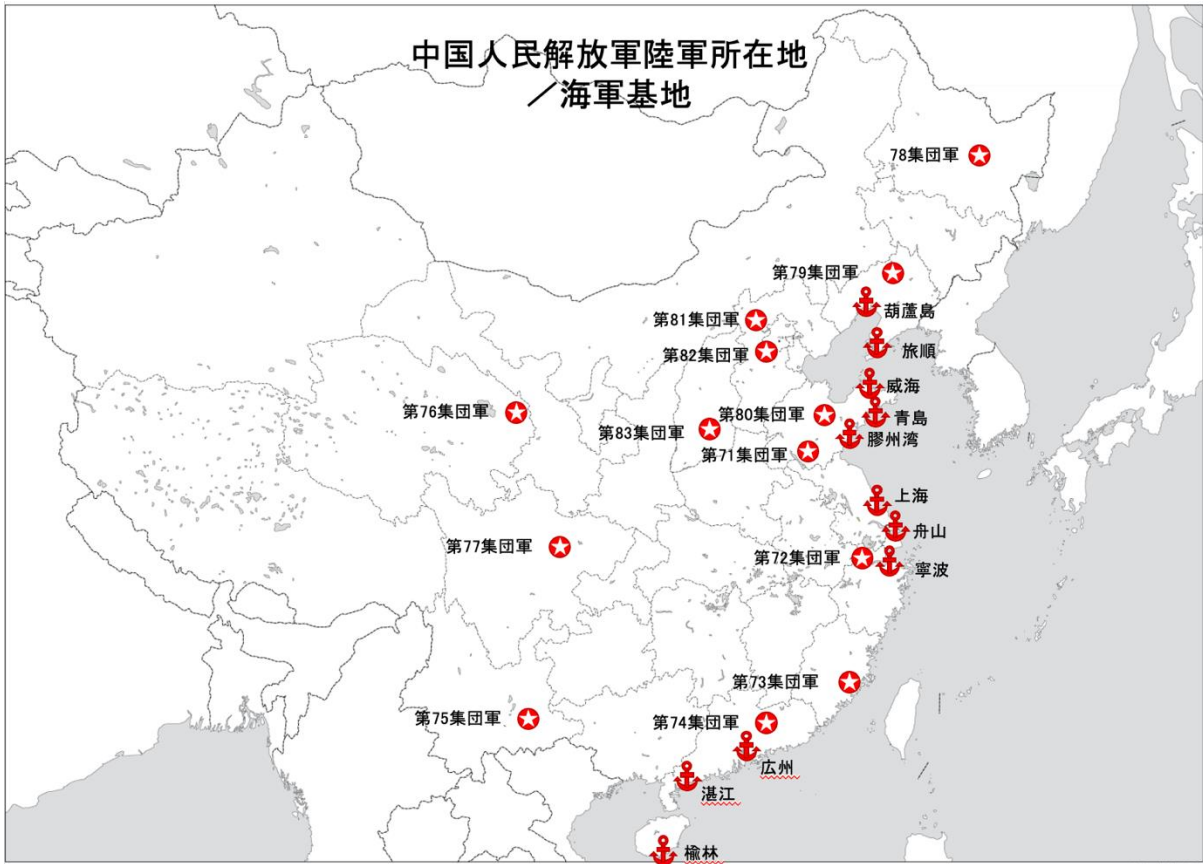 中国人民解放軍陸軍所在地
／海軍基地
78集団軍
第79集団軍
葫蘆島
第81集団軍
旅順
第82集団軍
威海
第76集団軍
第80集団軍
青島
第83集団軍
膠州湾
第71集団軍
上海
舟山
第77集団軍
第72集団軍
寧波
第73集団軍
第75集団軍
第74集団軍
広州
湛江
楡林